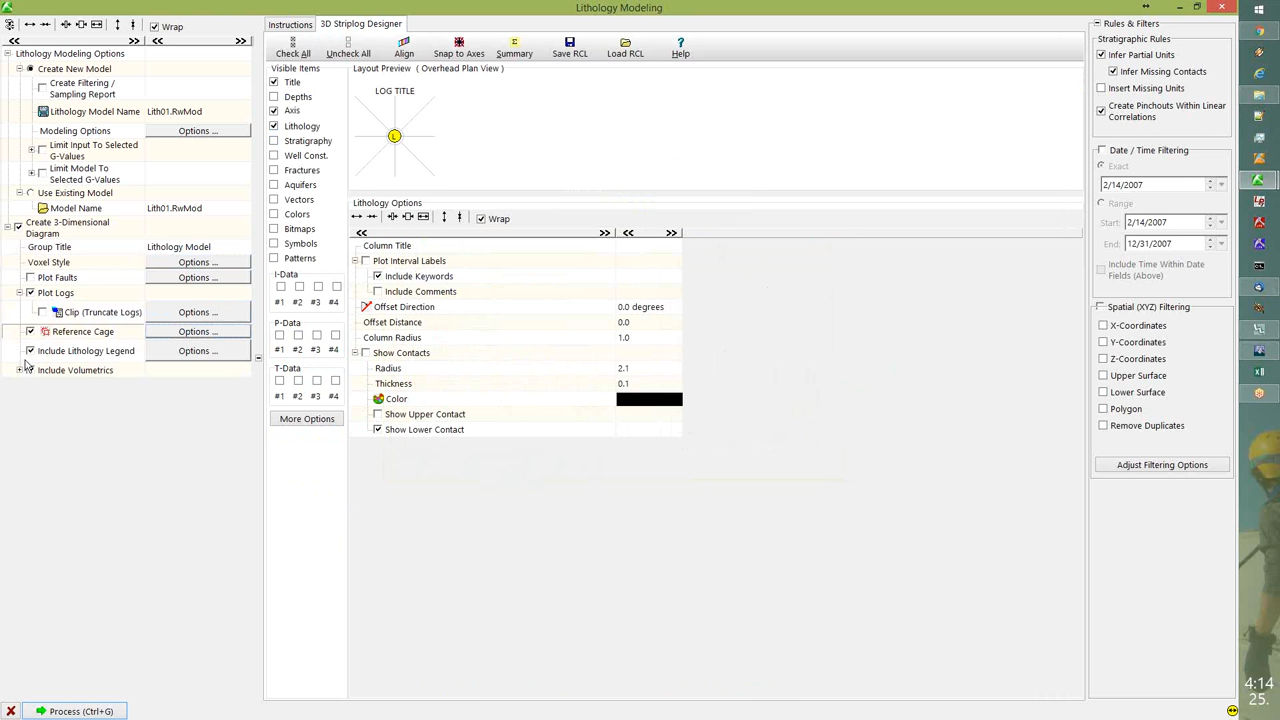 Lithology Modeling
Wrap
<< >> << >>
Lithology Modeling Options
Create New Model
Create Filtering /
Sampling Report
Lithology Model Name Lith01.RwMod
Modeling Options Options ...
Limit Input To Selected
G-Values
Limit Model To
Selected G-Values
Use Existing Model
Model Name Lith01.RwMod
Create 3-Dimensional
Diagram
Group Title Lithology Model
Voxel Style Options ...
Plot Faults Options ...
Plot Logs
Clip (Truncate Logs) Options ...
Reference Cage Options ...
Include Lithology Legend Options ...
Include Volumetrics
Process (Ctrl+G)
Instructions 3D Striplog Designer
Check All Uncheck All Align Snap to Axes Summary Save RCL Load RCL Help
Visible Items
Title
Depths
Axis
Lithology
Stratigraphy
Well Const.
Fractures
Aquifers
Vectors
Colors
Bitmaps
Symbols
Patterns
I-Data
#1 #2 #3 #4
P-Data
#1 #2 #3 #4
T-Data
#1 #2 #3 #4
More Options
Layout Preview ( Overhead Plan View )
LOG TITLE
L
Lithology Options
Wrap
<< >> << >>
Column Title
Plot Interval Labels
Include Keywords
Include Comments
Offset Direction 0.0 degrees
Offset Distance 0.0
Column Radius 1.0
Show Contacts
Radius 2.1
Thickness 0.1
Color
Show Upper Contact
Show Lower Contact
Rules & Filters
Stratigraphic Rules
Infer Partial Units
Infer Missing Contacts
Insert Missing Units
Create Pinchouts Within Linear
Correlations
Date / Time Filtering
Exact
2/14/2007
Range
Start: 2/14/2007
End: 12/31/2007
Include Time Within Date
Fields (Above)
Spatial (XYZ) Filtering
X-Coordinates
Y-Coordinates
Z-Coordinates
Upper Surface
Lower Surface
Polygon
Remove Duplicates
Adjust Filtering Options
4:14
25.